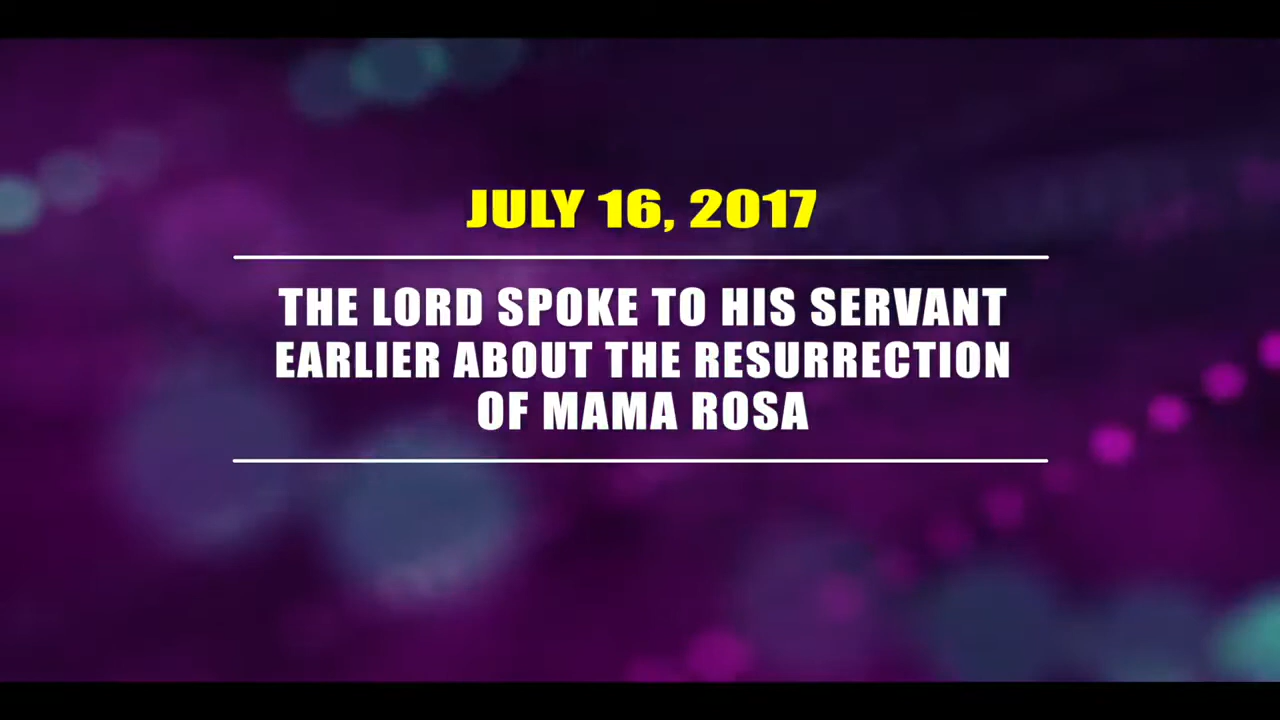 JULY 16, 2017
THE LORD SPOKE TO HIS SERVANT
EARLIER ABOUT THE RESURRECTION
OF MAMA ROSA